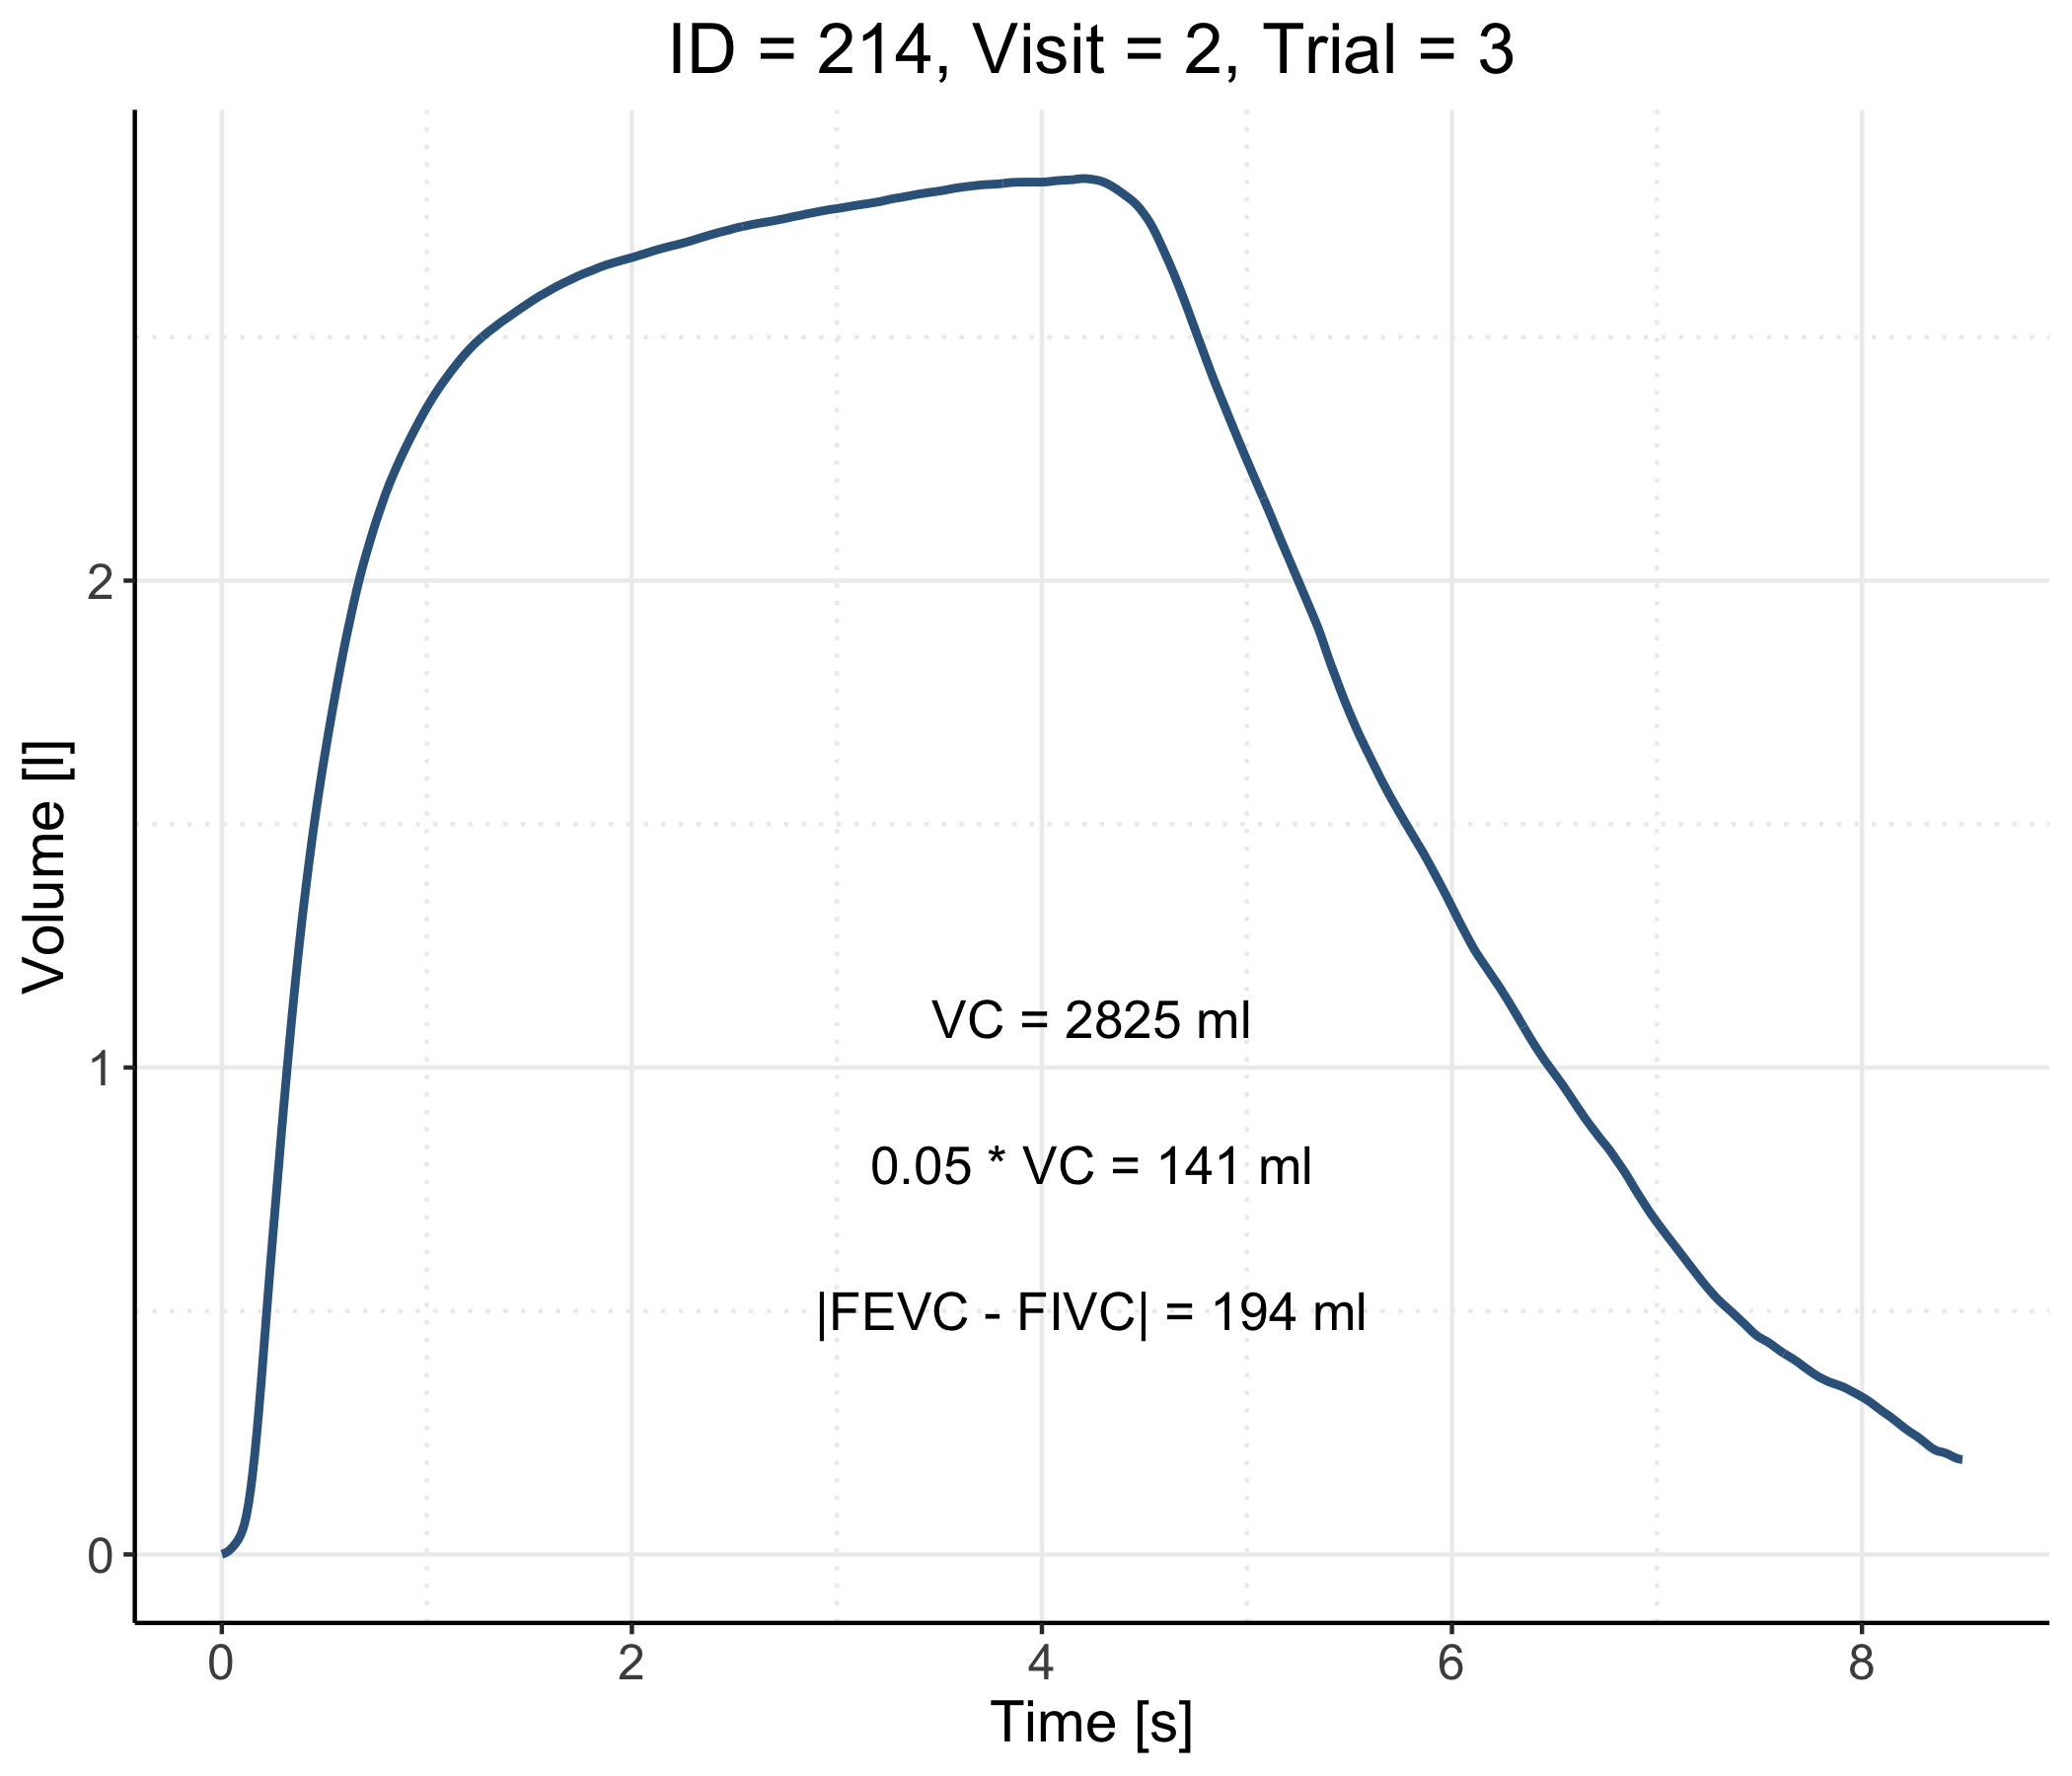 ID = 214, Visit = 2, Trial = 3
Volume [l]
2
1
0
VC = 2825 ml
0.05 * VC = 141 ml
|FEVC - FIVC| = 194 ml
0 2 4 6 8
Time [s]